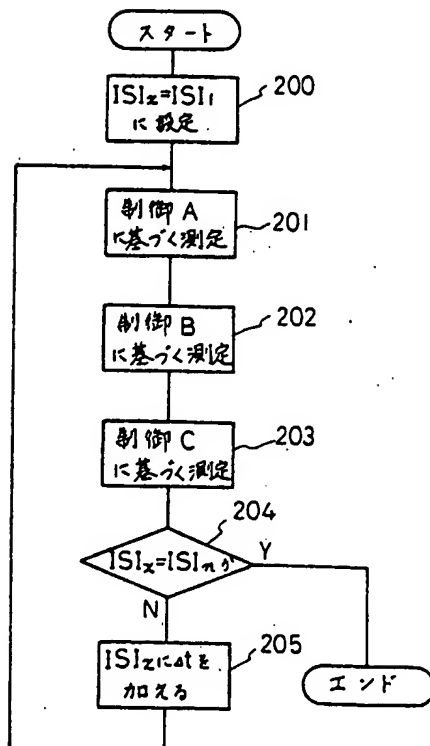 スタート
ISIx=ISI1
に設定
200
制御A
に基づく測定
201
制御B
に基づく測定
202
制御C
に基づく測定
203
204
ISIx=ISInか
Y
N
205
ISIxにΔtを
加える
エンド